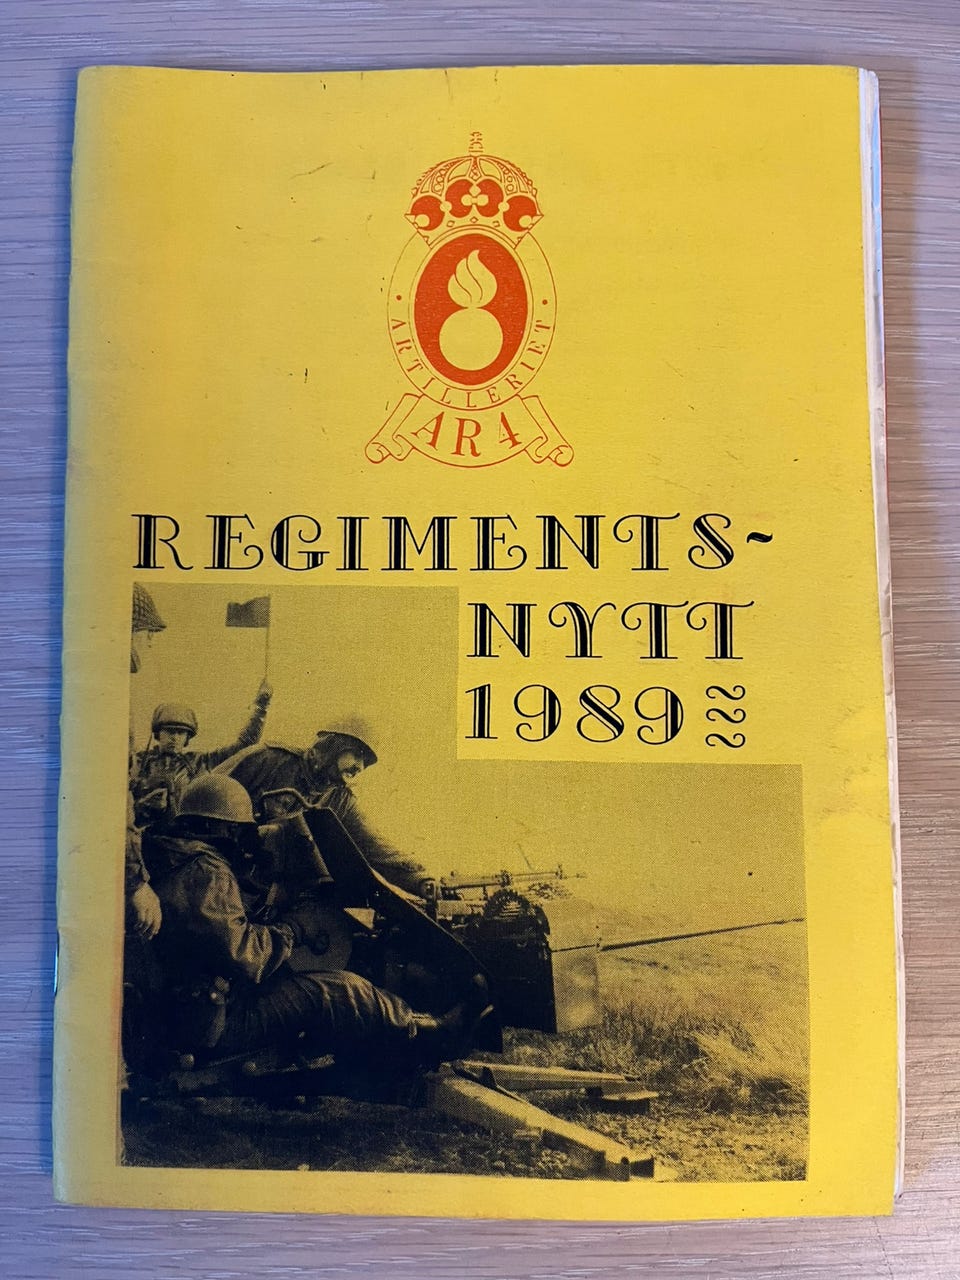 ARTILLERIET
AR 4
REGIMENTS-
NYTT
1989